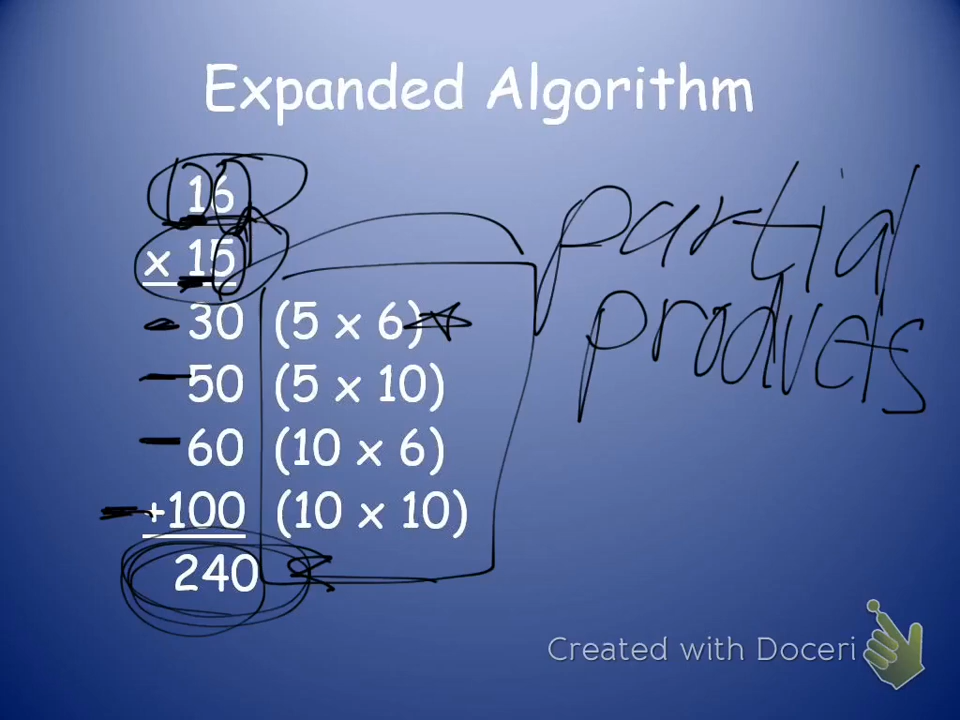 Expanded Algorithm
16
x 15
30 (5 x 6)
50 (5 x 10)
60 (10 x 6)
+100 (10 x 10)
240
partial
products
Created with Doceri